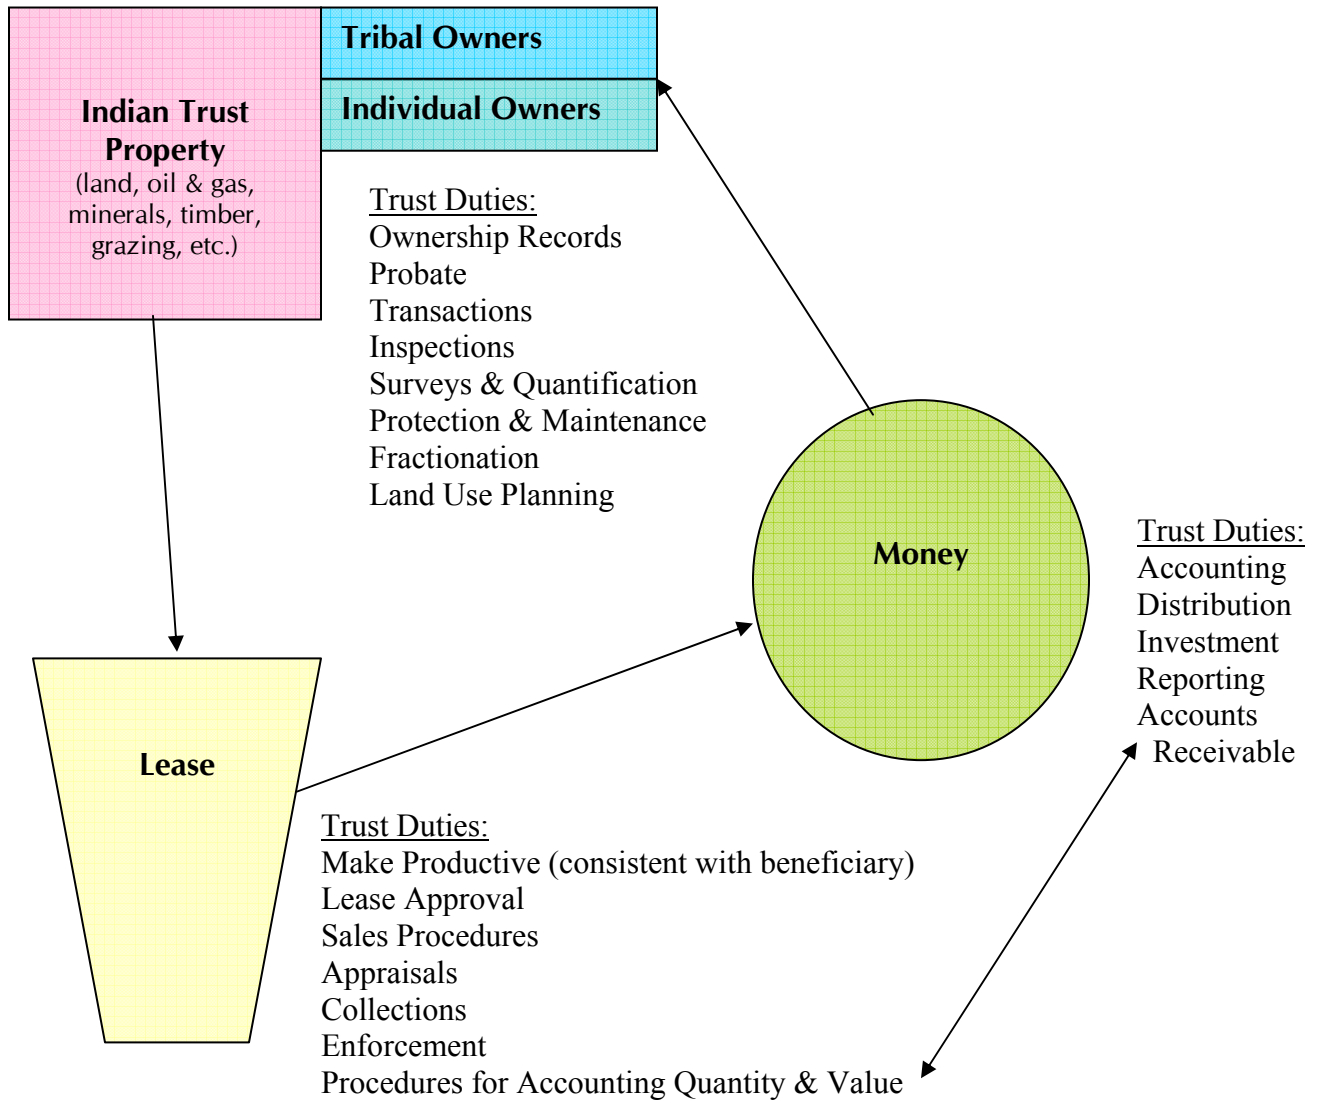 Indian Trust
Property
(land, oil & gas,
minerals, timber,
grazing, etc.)
Tribal Owners
Individual Owners
Trust Duties:
Ownership Records
Probate
Transactions
Inspections
Surveys & Quantification
Protection & Maintenance
Fractionation
Land Use Planning
Money
Trust Duties:
Accounting
Distribution
Investment
Reporting
Accounts
Receivable
Lease
Trust Duties:
Make Productive (consistent with beneficiary)
Lease Approval
Sales Procedures
Appraisals
Collections
Enforcement
Procedures for Accounting Quantity & Value